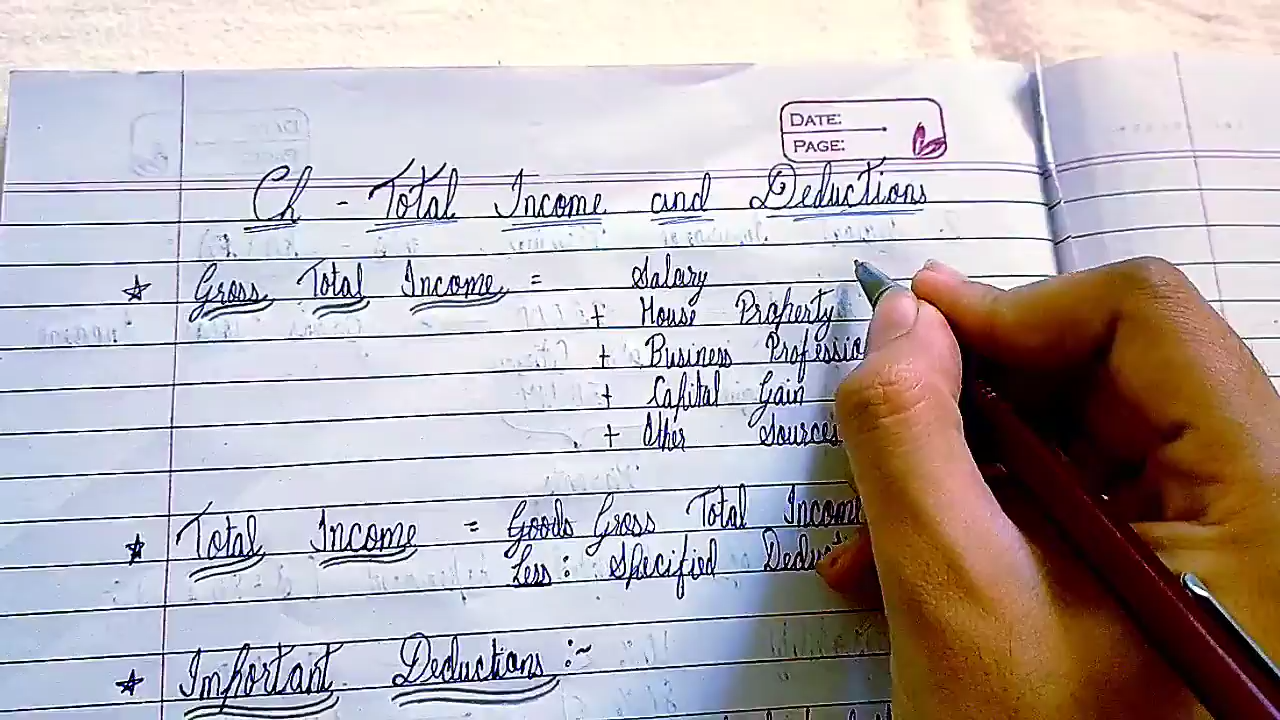 DATE:
PAGE:
Ch - Total Income and Deductions
☆ Gross Total Income = Salary
+ House Property
+ Business Professio
+ Capital Gain
+ Other Sources
☆ Total Income = Goods Gross Total Income
Less: Specified Deduc
☆ Important Deductions :-